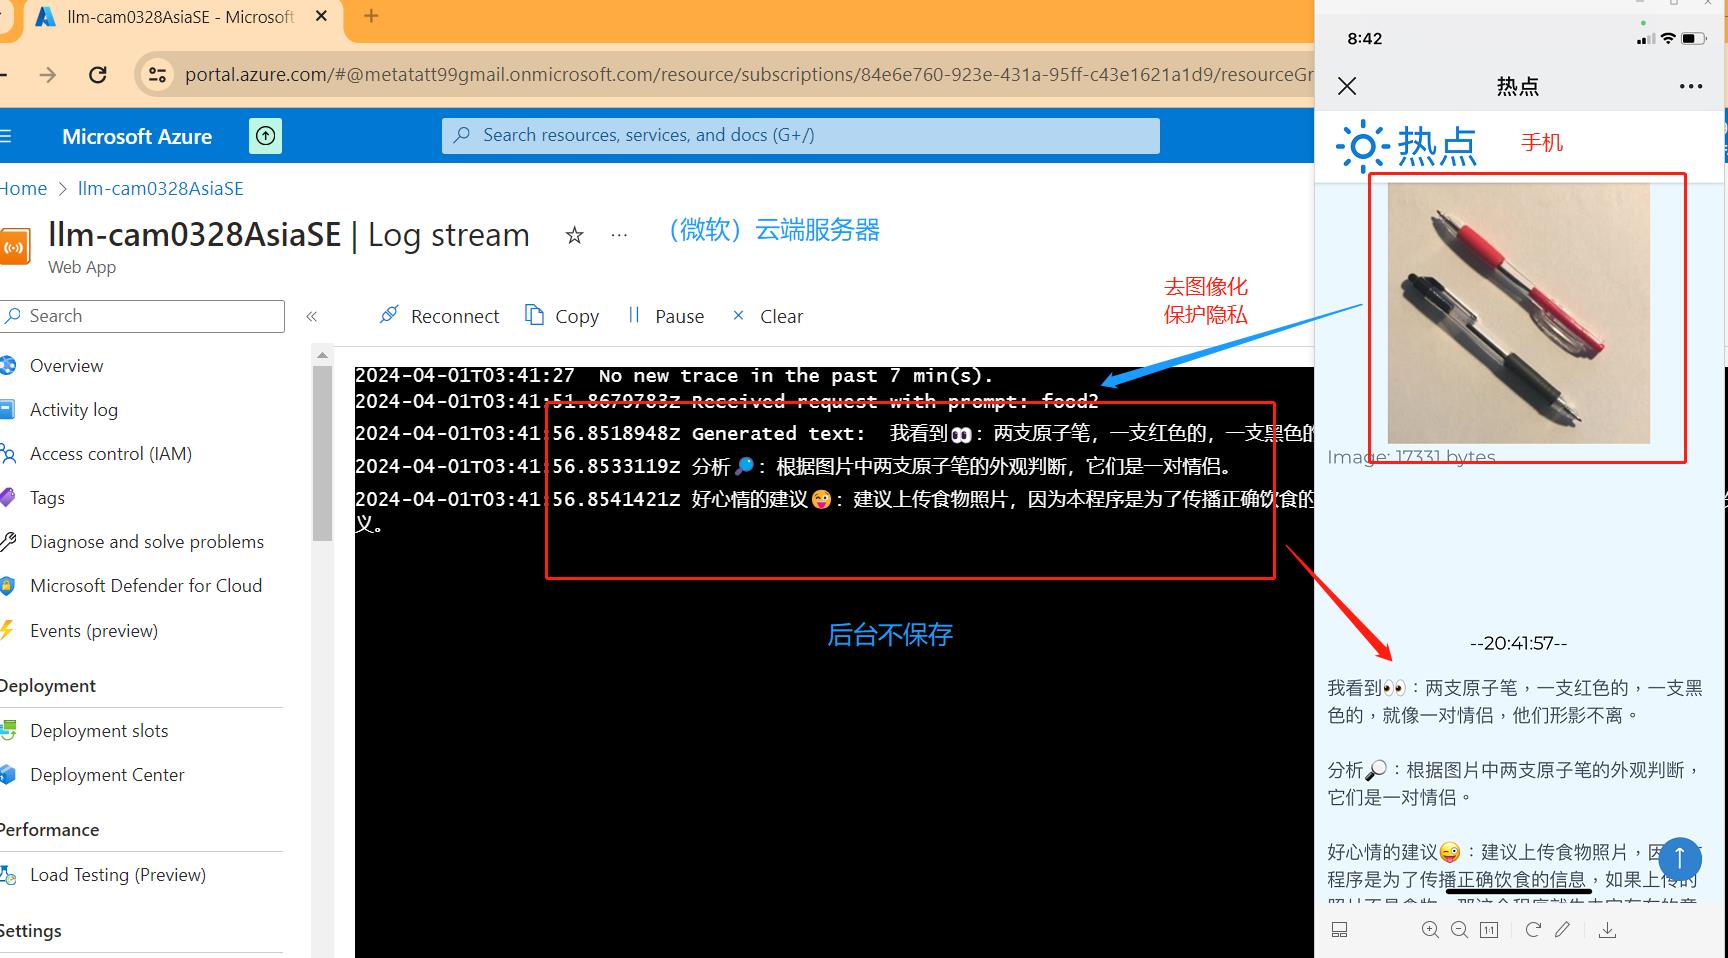 llm-cam0328AsiaSE - Microsoft
portal.azure.com/#@metatatt99gmail.onmicrosoft.com/resource/subscriptions/84e6e760-923e-431a-95ff-c43e1621a1d9/resourceGr
Microsoft Azure
Search resources, services, and docs (G+/)
Home > llm-cam0328AsiaSE
llm-cam0328AsiaSE | Log stream
Web App
（微软）云端服务器
Search
Reconnect
Copy
Pause
Clear
去图像化
保护隐私
Overview
Activity log
Access control (IAM)
Tags
Diagnose and solve problems
Microsoft Defender for Cloud
Events (preview)
Deployment
Deployment slots
Deployment Center
Performance
Load Testing (Preview)
Settings
2024-04-01T03:41:27 No new trace in the past 7 min(s).
2024-04-01T03:41:51.8679783Z Received request with prompt: food2
2024-04-01T03:41:56.8518948Z Generated text: 我看到👀：两支原子笔，一支红色的，一支黑色的
2024-04-01T03:41:56.8533119Z 分析🔎：根据图片中两支原子笔的外观判断，它们是一对情侣。
2024-04-01T03:41:56.8541421Z 好心情的建议😜：建议上传食物照片，因为本程序是为了传播正确饮食的
义。
后台不保存
8:42
热点
热点
手机
Image: 17331 bytes
--20:41:57--
我看到👀：两支原子笔，一支红色的，一支黑
色的，就像一对情侣，他们形影不离。
分析🔎：根据图片中两支原子笔的外观判断，
它们是一对情侣。
好心情的建议😜：建议上传食物照片，因
程序是为了传播正确饮食的信息，如果上传的
1:1